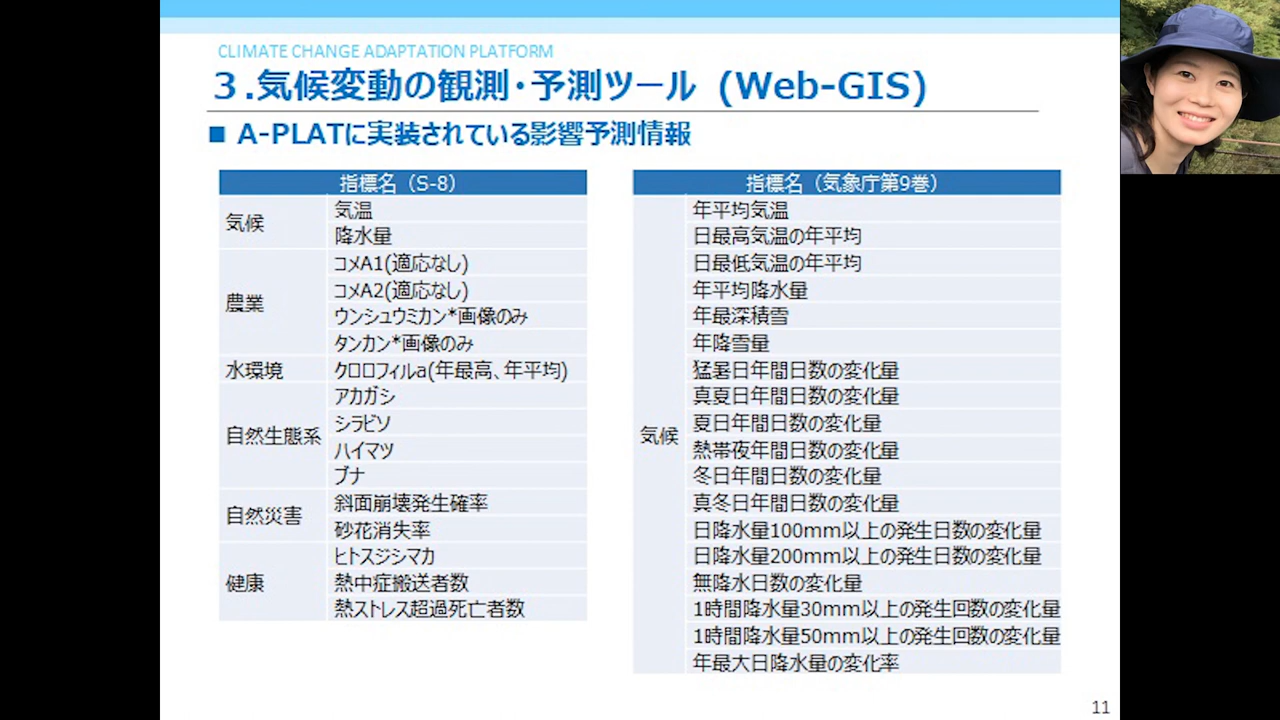 CLIMATE CHANGE ADAPTATION PLATFORM
３.気候変動の観測・予測ツール (Web-GIS)
■ A-PLATに実装されている影響予測情報
指標名（S-8）
気候
気温
降水量
農業
コメA1(適応なし)
コメA2(適応なし)
ウンシュウミカン*画像のみ
タンカン*画像のみ
水環境
クロロフィルa(年最高、年平均)
自然生態系
アカガシ
シラビソ
ハイマツ
ブナ
自然災害
斜面崩壊発生確率
砂花消失率
健康
ヒトスジシマカ
熱中症搬送者数
熱ストレス超過死亡者数
指標名（気象庁第9巻）
気候
年平均気温
日最高気温の年平均
日最低気温の年平均
年平均降水量
年最深積雪
年降雪量
猛暑日年間日数の変化量
真夏日年間日数の変化量
夏日年間日数の変化量
熱帯夜年間日数の変化量
冬日年間日数の変化量
真冬日年間日数の変化量
日降水量100mm以上の発生日数の変化量
日降水量200mm以上の発生日数の変化量
無降水日数の変化量
1時間降水量30mm以上の発生回数の変化量
1時間降水量50mm以上の発生回数の変化量
年最大日降水量の変化率
11